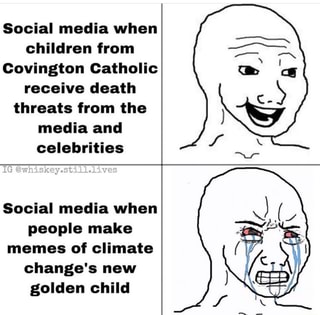 Social media when
children from
Covington Catholic
receive death
threats from the
media and
celebrities
IG @whiskey.still.lives
Social media when
people make
memes of climate
change's new
golden child